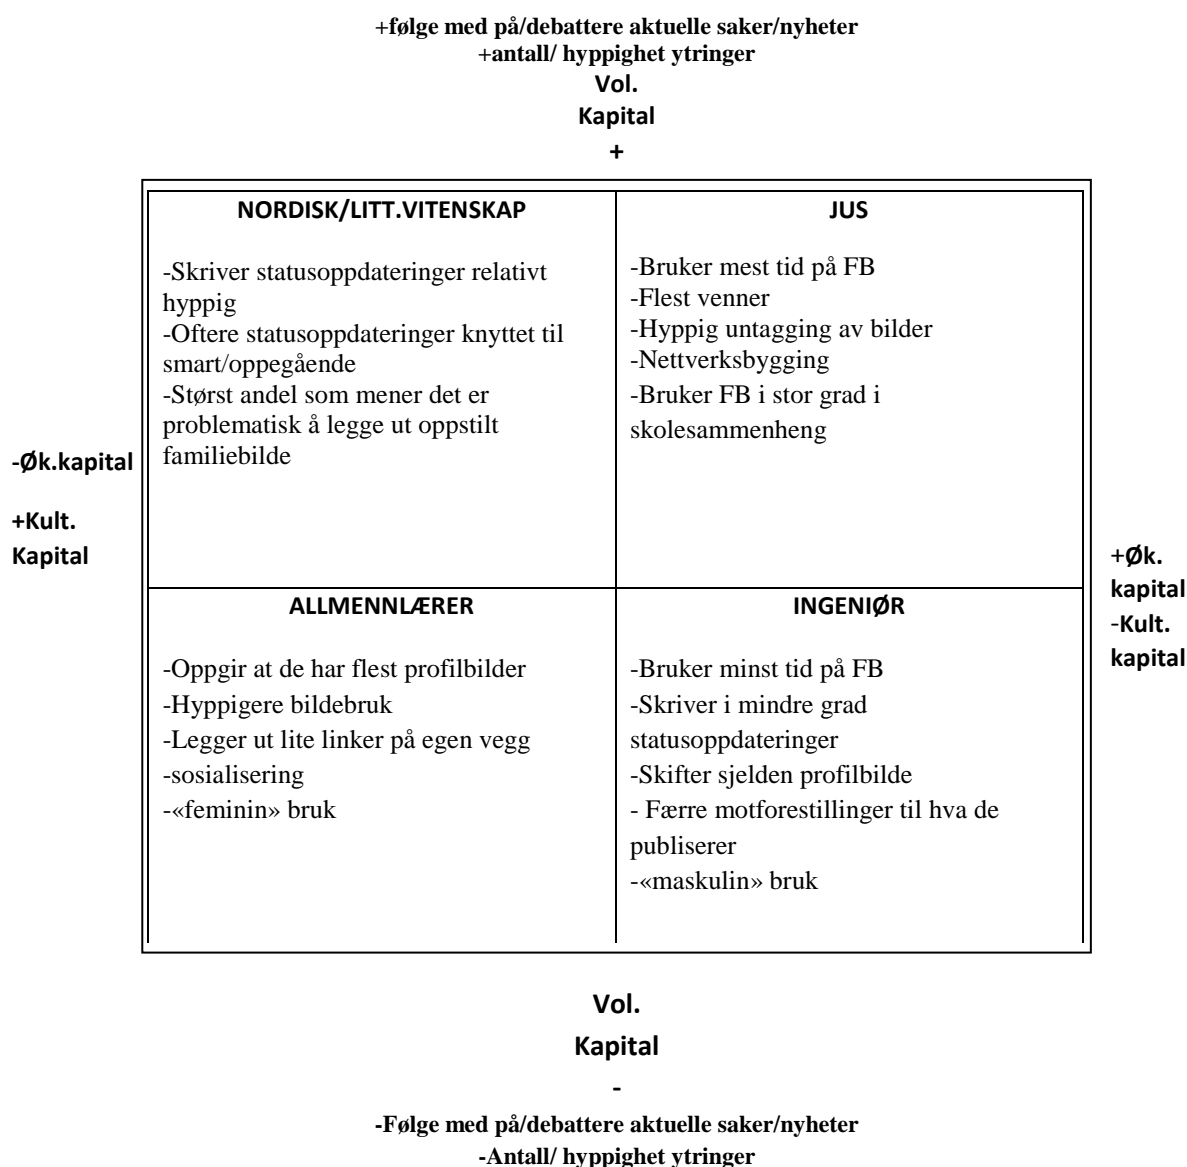 +følge med på/debattere aktuelle saker/nyheter
+antall/ hyppighet ytringer
Vol.
Kapital
+
NORDISK/LITT.VITENSKAP
-Skriver statusoppdateringer relativt
hyppig
-Oftere statusoppdateringer knyttet til
smart/oppegående
-Størst andel som mener det er
problematisk å legge ut oppstilt
familiebilde
JUS
-Bruker mest tid på FB
-Flest venner
-Hyppig untagging av bilder
-Nettverksbygging
-Bruker FB i stor grad i
skolesammenheng
-Øk.kapital
+Kult.
Kapital
+Øk.
kapital
-Kult.
kapital
ALLMENNLÆRER
-Oppgir at de har flest profilbilder
-Hyppigere bildebruk
-Legger ut lite linker på egen vegg
-sosialisering
-«feminin» bruk
INGENIØR
-Bruker minst tid på FB
-Skriver i mindre grad
statusoppdateringer
-Skifter sjelden profilbilde
- Færre motforestillinger til hva de
publiserer
-«maskulin» bruk
Vol.
Kapital
-
-Følge med på/debattere aktuelle saker/nyheter
-Antall/ hyppighet ytringer